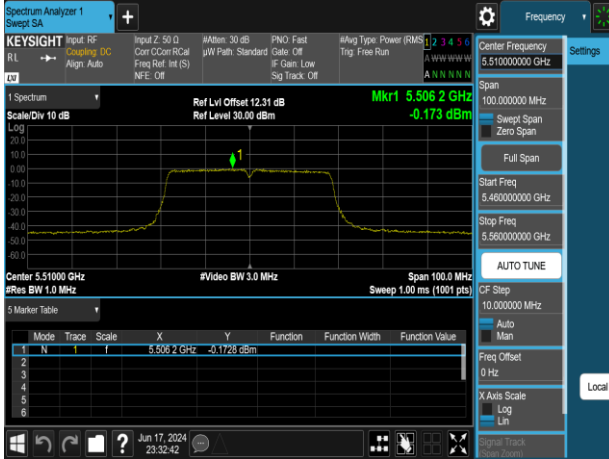 Spectrum Analyzer 1
Swept SA
+
Frequency
KEYSIGHT Input: RF Input Z: 50 Ω #Atten: 30 dB PNO: Fast #Avg Type: Power (RMS 1 2 3 4 5 6
RL Coupling: DC Corr CCorr RCal µW Path: Standard Gate: Off Trig: Free Run A W W W W W
Align: Auto Freq Ref: Int (S) IF Gain: Low
NFE: Off Sig Track: Off A N N N N N
LXI
1 Spectrum
Scale/Div 10 dB
Ref Lvl Offset 12.31 dB
Ref Level 30.00 dBm
Mkr1 5.506 2 GHz
-0.173 dBm
Log
20.0
10.0
0.00
-10.0
-20.0
-30.0
-40.0
-50.0
-60.0
1
Center 5.51000 GHz #Video BW 3.0 MHz Span 100.0 MHz
#Res BW 1.0 MHz Sweep 1.00 ms (1001 pts)
5 Marker Table
Mode Trace Scale X Y Function Function Width Function Value
1 N 1 f 5.506 2 GHz -0.1728 dBm
2
3
4
5
6
Jun 17, 2024
23:32:42
?
Center Frequency
5.510000000 GHz
Span
100.000000 MHz
Swept Span
Zero Span
Full Span
Start Freq
5.460000000 GHz
Stop Freq
5.560000000 GHz
AUTO TUNE
CF Step
10.000000 MHz
Auto
Man
Freq Offset
0 Hz
X Axis Scale
Log
Lin
Signal Track
(Span Zoom)
Settings
Local